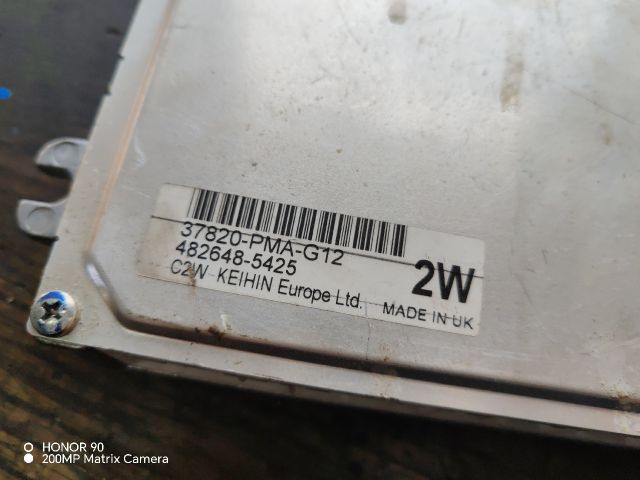 37820-PMA-G12
482648-5425
C2W KEIHIN Europe Ltd.
2W
MADE IN UK
HONOR 90
200MP Matrix Camera